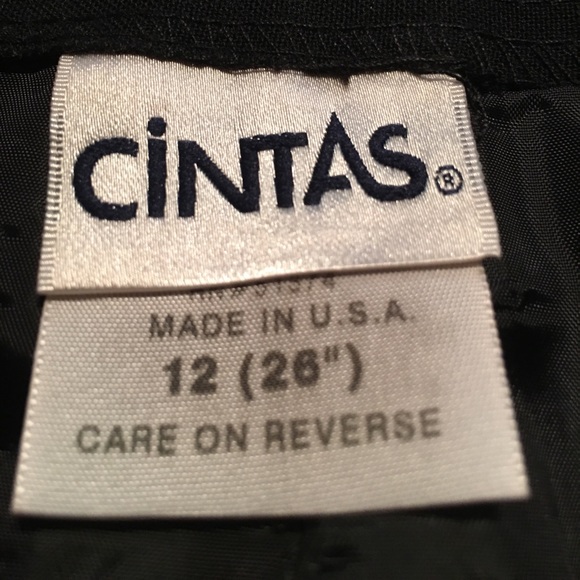 CiNTAS®
MADE IN U.S.A.
12 (26")
CARE ON REVERSE